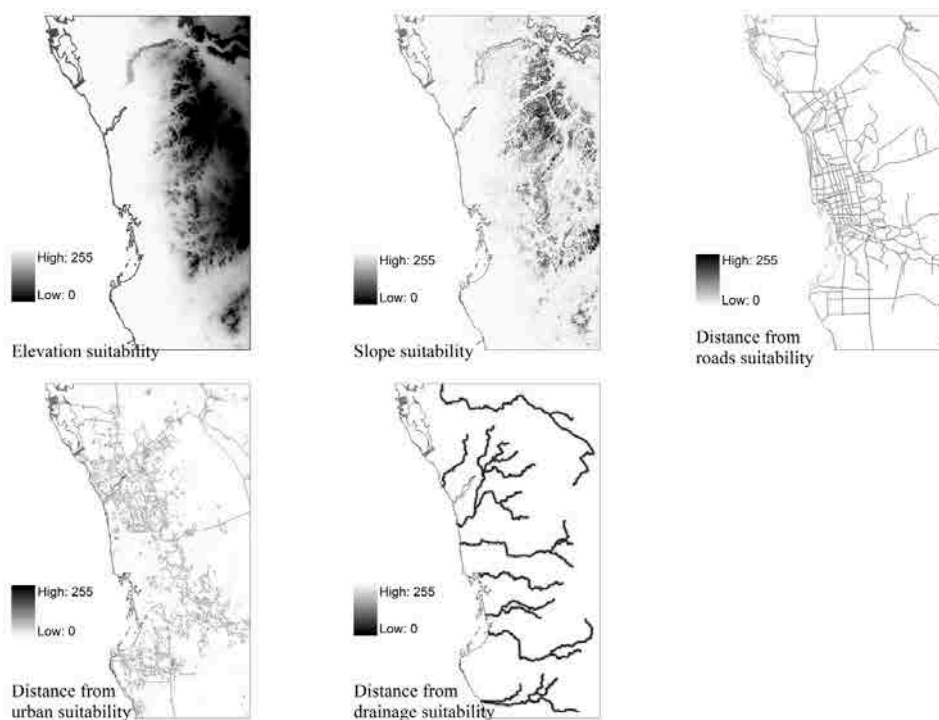 High: 255
Low: 0
Elevation suitability
High: 255
Low: 0
Slope suitability
High: 255
Low: 0
Distance from
roads suitability
High: 255
Low: 0
Distance from
urban suitability
High: 255
Low: 0
Distance from
drainage suitability